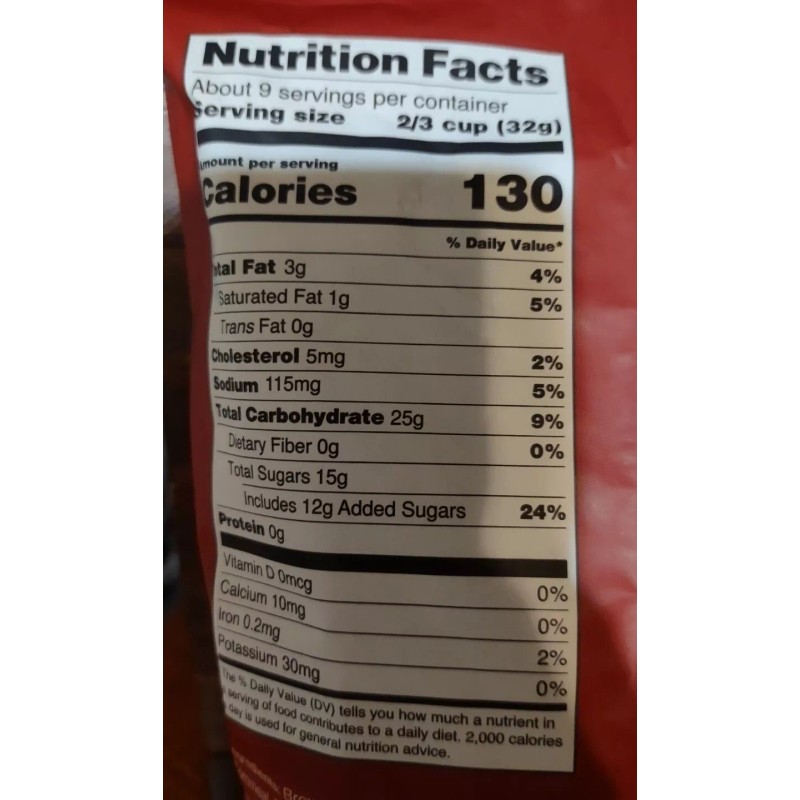 Nutrition Facts
About 9 servings per container
Serving size 2/3 cup (32g)
Amount per serving
Calories 130
% Daily Value*
Total Fat 3g 4%
Saturated Fat 1g 5%
Trans Fat 0g
Cholesterol 5mg 2%
Sodium 115mg 5%
Total Carbohydrate 25g 9%
Dietary Fiber 0g 0%
Total Sugars 15g
Includes 12g Added Sugars 24%
Protein 0g
Vitamin D 0mcg 0%
Calcium 10mg 0%
Iron 0.2mg 2%
Potassium 30mg 0%
The % Daily Value (DV) tells you how much a nutrient in
a serving of food contributes to a daily diet. 2,000 calories
a day is used for general nutrition advice.